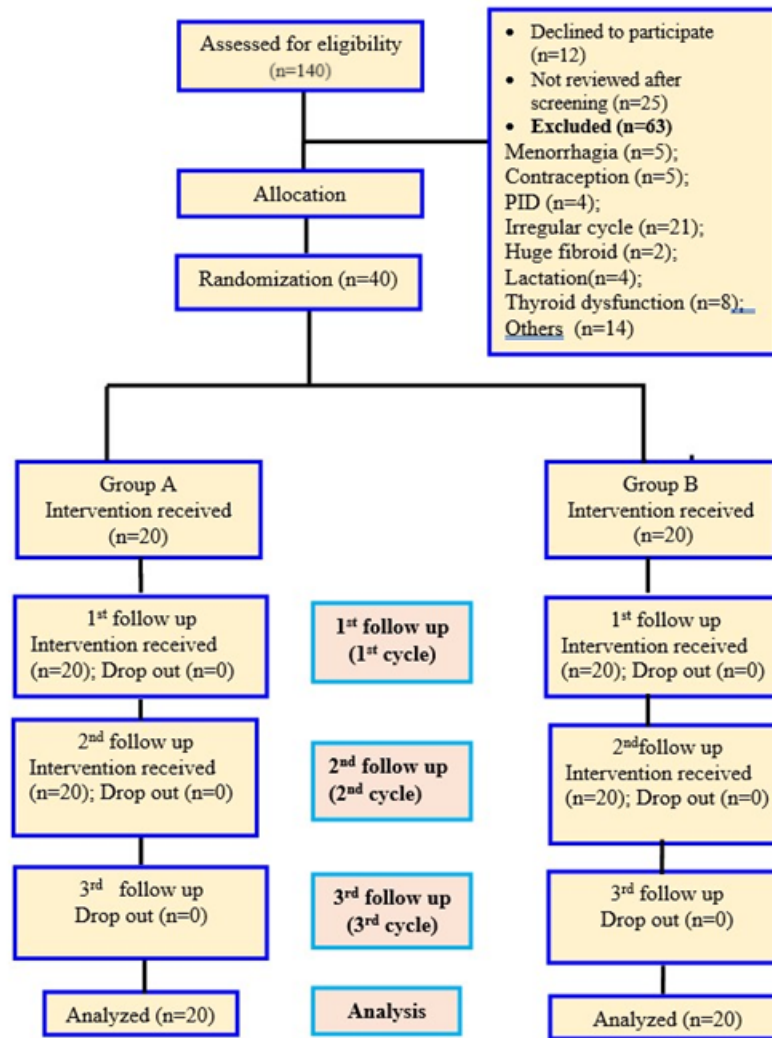 Assessed for eligibility
(n=140)
• Declined to participate
(n=12)
• Not reviewed after
screening (n=25)
• Excluded (n=63)
Menorrhagia (n=5);
Contraception (n=5);
PID (n=4);
Irregular cycle (n=21);
Huge fibroid (n=2);
Lactation(n=4);
Thyroid dysfunction (n=8);
Others (n=14)
Allocation
Randomization (n=40)
Group A
Intervention received
(n=20)
Group B
Intervention received
(n=20)
1st follow up
Intervention received
(n=20); Drop out (n=0)
1st follow up
(1st cycle)
1st follow up
Intervention received
(n=20); Drop out (n=0)
2nd follow up
Intervention received
(n=20); Drop out (n=0)
2nd follow up
(2nd cycle)
2ndfollow up
Intervention received
(n=20); Drop out (n=0)
3rd follow up
Drop out (n=0)
3rd follow up
(3rd cycle)
3rd follow up
Drop out (n=0)
Analyzed (n=20)
Analysis
Analyzed (n=20)